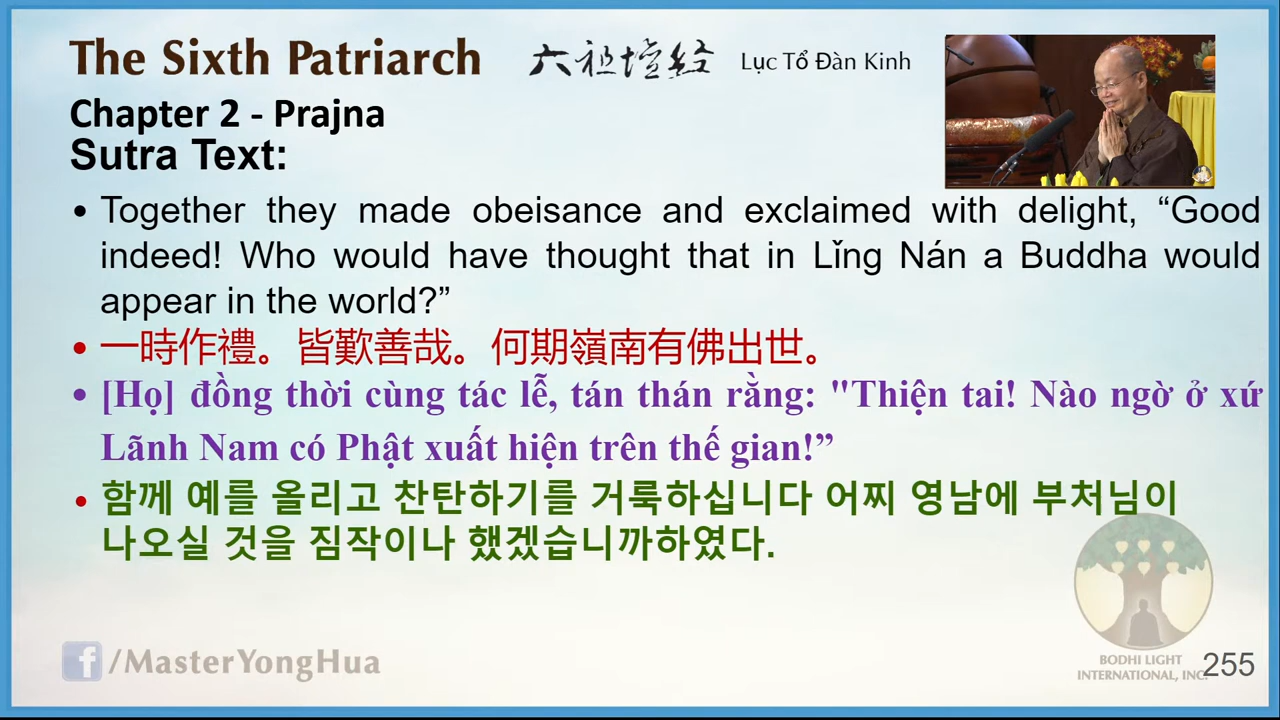 The Sixth Patriarch 六祖壇経 Lục Tổ Đàn Kinh
Chapter 2 - Prajna
Sutra Text:
• Together they made obeisance and exclaimed with delight, “Good
indeed! Who would have thought that in Lǐng Nán a Buddha would
appear in the world?”
• 一時作禮。皆歎善哉。何期嶺南有佛出世。
• [Họ] đồng thời cùng tác lễ, tán thán rằng: "Thiện tai! Nào ngờ ở xứ
Lãnh Nam có Phật xuất hiện trên thế gian!”
• 함께 예를 올리고 찬탄하기를 거룩하십니다 어찌 영남에 부처님이
나오실 것을 짐작이나 했겠습니까하였다.
f /MasterYongHua
BODHI LIGHT
INTERNATIONAL, INC.
255